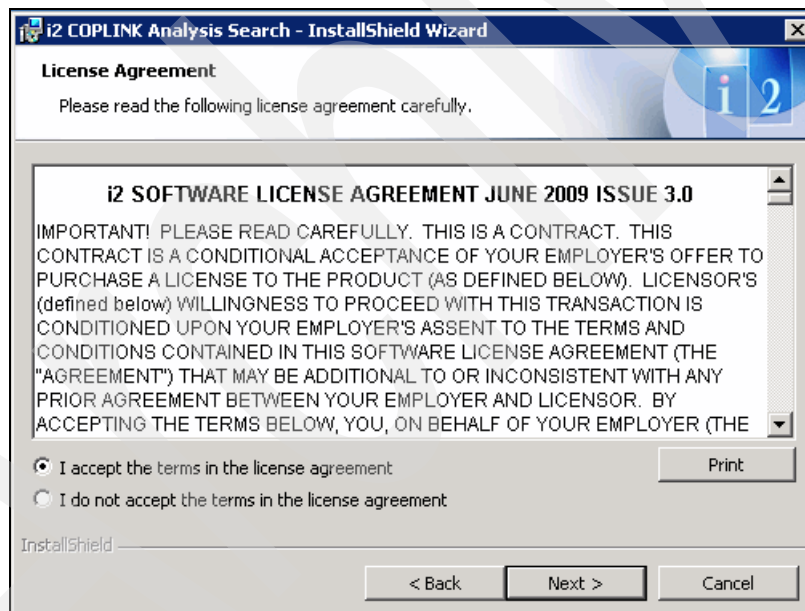 i2 COPLINK Analysis Search - InstallShield Wizard
License Agreement
Please read the following license agreement carefully.
i2
i2 SOFTWARE LICENSE AGREEMENT JUNE 2009 ISSUE 3.0
IMPORTANT! PLEASE READ CAREFULLY. THIS IS A CONTRACT. THIS
CONTRACT IS A CONDITIONAL ACCEPTANCE OF YOUR EMPLOYER'S OFFER TO
PURCHASE A LICENSE TO THE PRODUCT (AS DEFINED BELOW). LICENSOR'S
(defined below) WILLINGNESS TO PROCEED WITH THIS TRANSACTION IS
CONDITIONED UPON YOUR EMPLOYER'S ASSENT TO THE TERMS AND
CONDITIONS CONTAINED IN THIS SOFTWARE LICENSE AGREEMENT (THE
"AGREEMENT") THAT MAY BE ADDITIONAL TO OR INCONSISTENT WITH ANY
PRIOR AGREEMENT BETWEEN YOUR EMPLOYER AND LICENSOR. BY
ACCEPTING THE TERMS BELOW, YOU, ON BEHALF OF YOUR EMPLOYER (THE
I accept the terms in the license agreement
Print
I do not accept the terms in the license agreement
InstallShield
< Back Next > Cancel